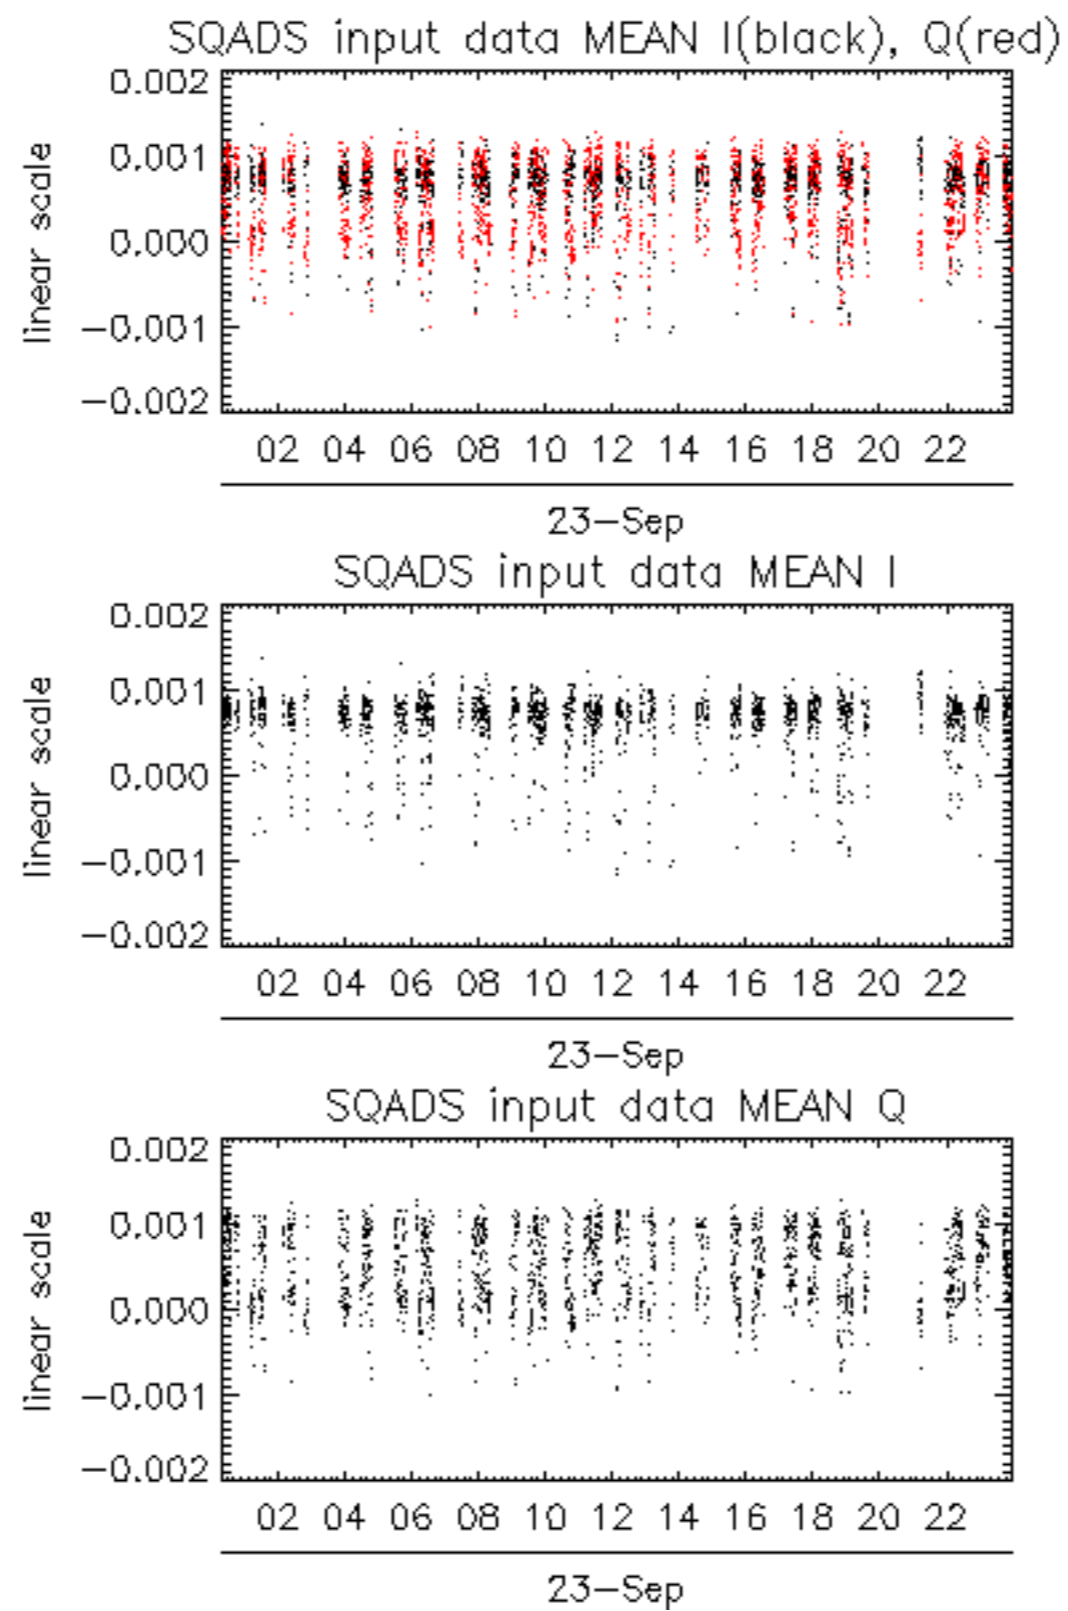 SQADS input data MEAN I(black), Q(red)
0.002
0.001
0.000
−0.001
−0.002
linear scale
02 04 06 08 10 12 14 16 18 20 22
23−Sep
SQADS input data MEAN I
0.002
0.001
0.000
−0.001
−0.002
linear scale
02 04 06 08 10 12 14 16 18 20 22
23−Sep
SQADS input data MEAN Q
0.002
0.001
0.000
−0.001
−0.002
linear scale
02 04 06 08 10 12 14 16 18 20 22
23−Sep